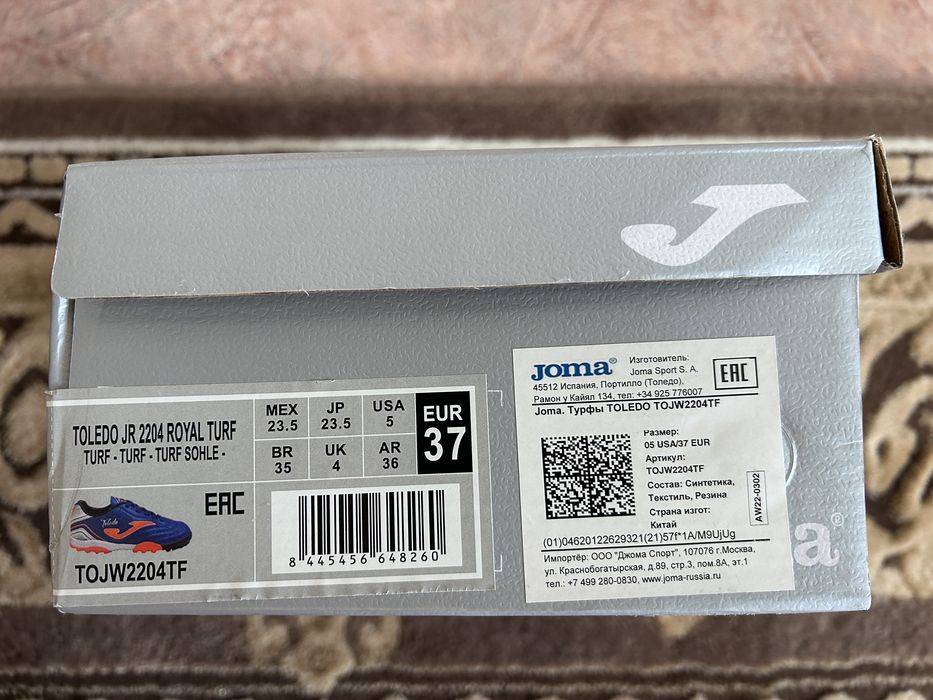 TOLEDO JR 2204 ROYAL TURF
TURF - TURF - TURF SOHLE -
Toledo
EAC
TOJW2204TF
MEX
23.5
JP
23.5
USA
5
BR
35
UK
4
AR
36
EUR
37
8 445456 648260
Joma®
Изготовитель:
Joma Sport S. A.
45512 Испания, Портилло (Толедо).
Рамон у Кайял 134, тел: +34 925 776007
EAC
Joma. Турфы TOLEDO TOJW2204TF
Размер:
05 USA/37 EUR
Артикул:
TOJW2204TF
Состав: Синтетика,
Текстиль, Резина
Страна изгот:
Китай
AW22-0302
(01)04620122629321(21)57f*1A/M9UjUg
Импортёр: ООО "Джома Спорт", 107076 г.Москва,
ул. Краснобогатырская, д.89, стр.3, пом.8А, эт.1
тел.: +7 499 280-0830, www.joma-russia.ru
a®